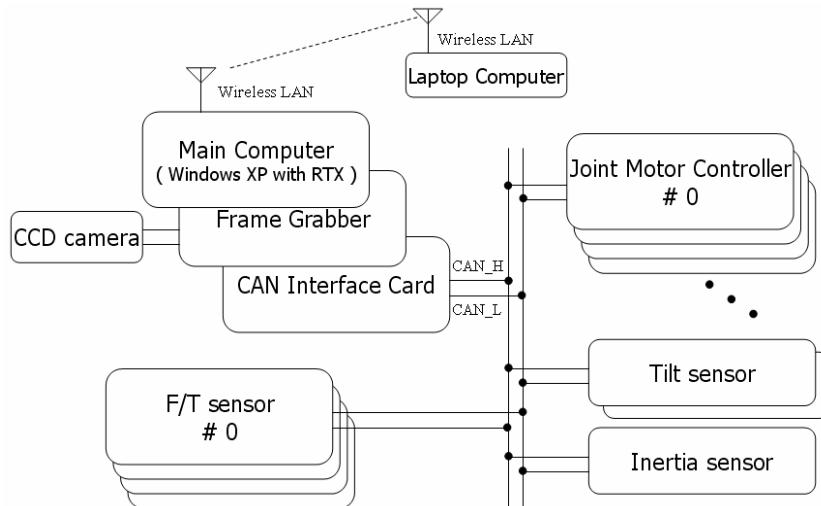 Wireless LAN
Laptop Computer
Wireless LAN
Main Computer
( Windows XP with RTX )
Frame Grabber
CCD camera
CAN Interface Card
CAN_H
CAN_L
Joint Motor Controller
# 0
Tilt sensor
F/T sensor
# 0
Inertia sensor